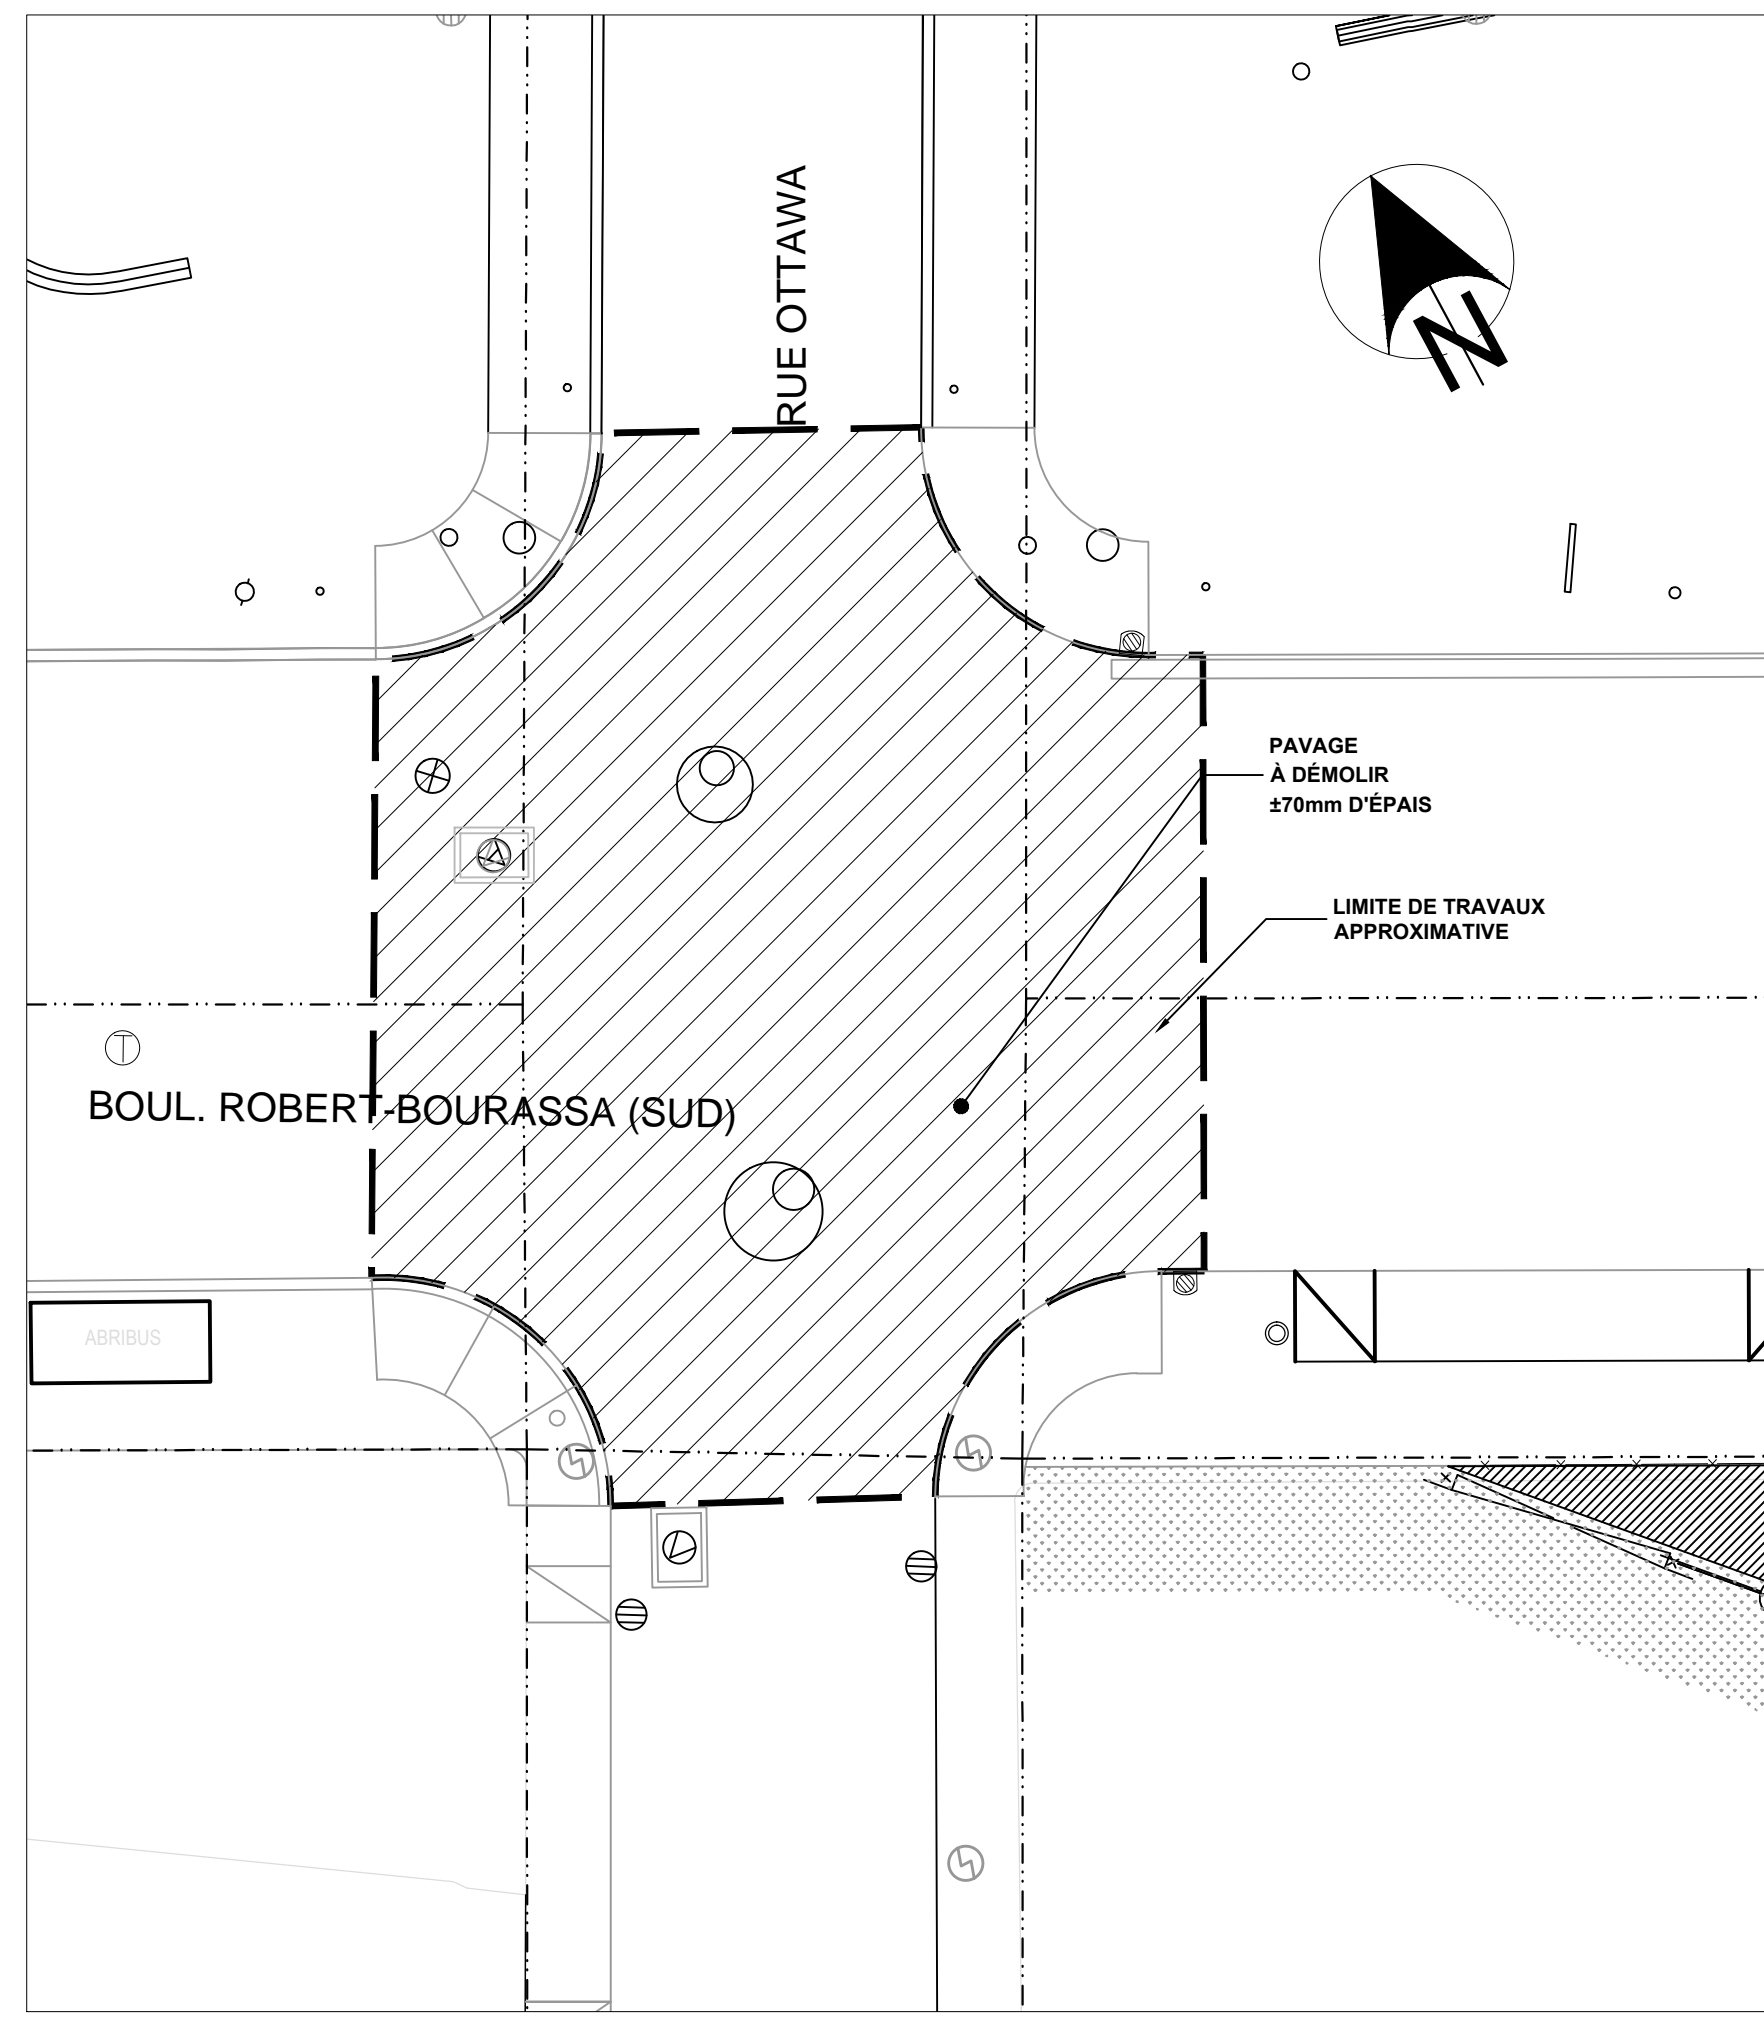 RUE OTTAWA
N
PAVAGE
À DÉMOLIR
±70mm D'ÉPAIS
LIMITE DE TRAVAUX
APPROXIMATIVE
T
BOUL. ROBERT-BOURASSA (SUD)
ABRIBUS